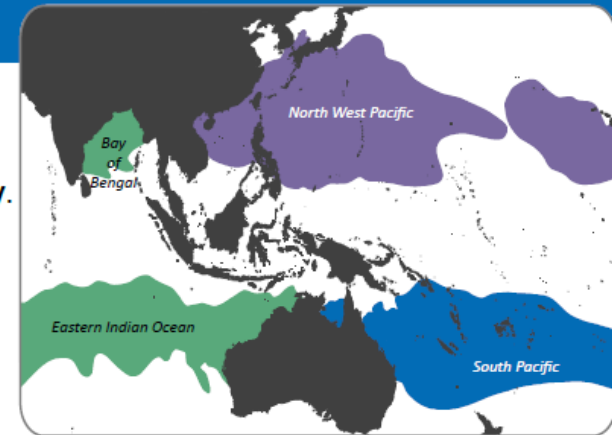 North West Pacific
Bay
of
Bengal
y.
Eastern Indian Ocean
South Pacific